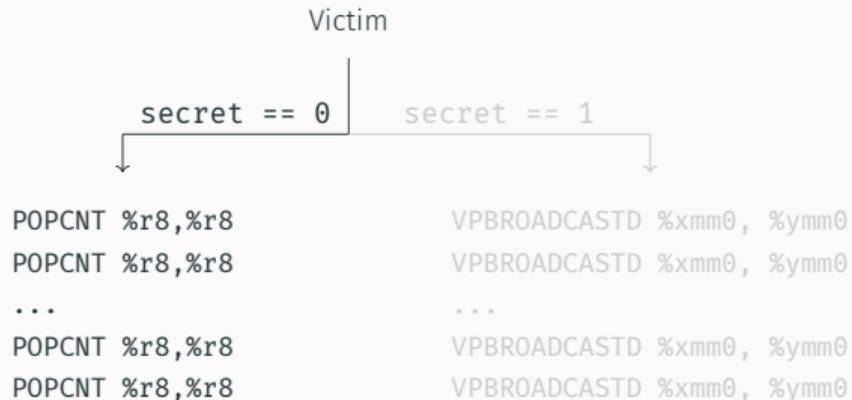 Victim
secret == 0 secret == 1
POPCNT %r8,%r8 VPBROADCASTD %xmm0, %ymm0
POPCNT %r8,%r8 VPBROADCASTD %xmm0, %ymm0
... ...
POPCNT %r8,%r8 VPBROADCASTD %xmm0, %ymm0
POPCNT %r8,%r8 VPBROADCASTD %xmm0, %ymm0